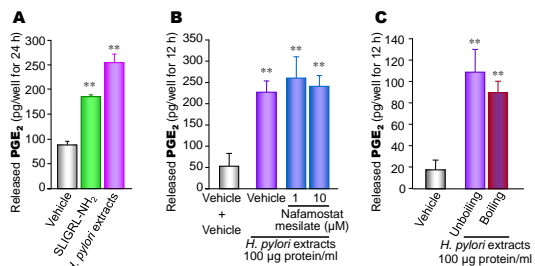 A
Released PGE₂ (pg/well for 24 h)
300
250
200
150
100
50
0
**
**
Vehicle
SLIGRL-NH₂
H. pylori extracts
B
Released PGE₂ (pg/well for 12 h)
350
300
250
200
150
100
50
0
**
**
**
Vehicle
+
Vehicle
Vehicle 1 10
Nafamostat
mesilate (µM)
H. pylori extracts
100 µg protein/ml
C
Released PGE₂ (pg/well for 12 h)
140
120
100
80
60
40
20
0
**
**
Vehicle
Unboiling
Boiling
H. pylori extracts
100 µg protein/ml